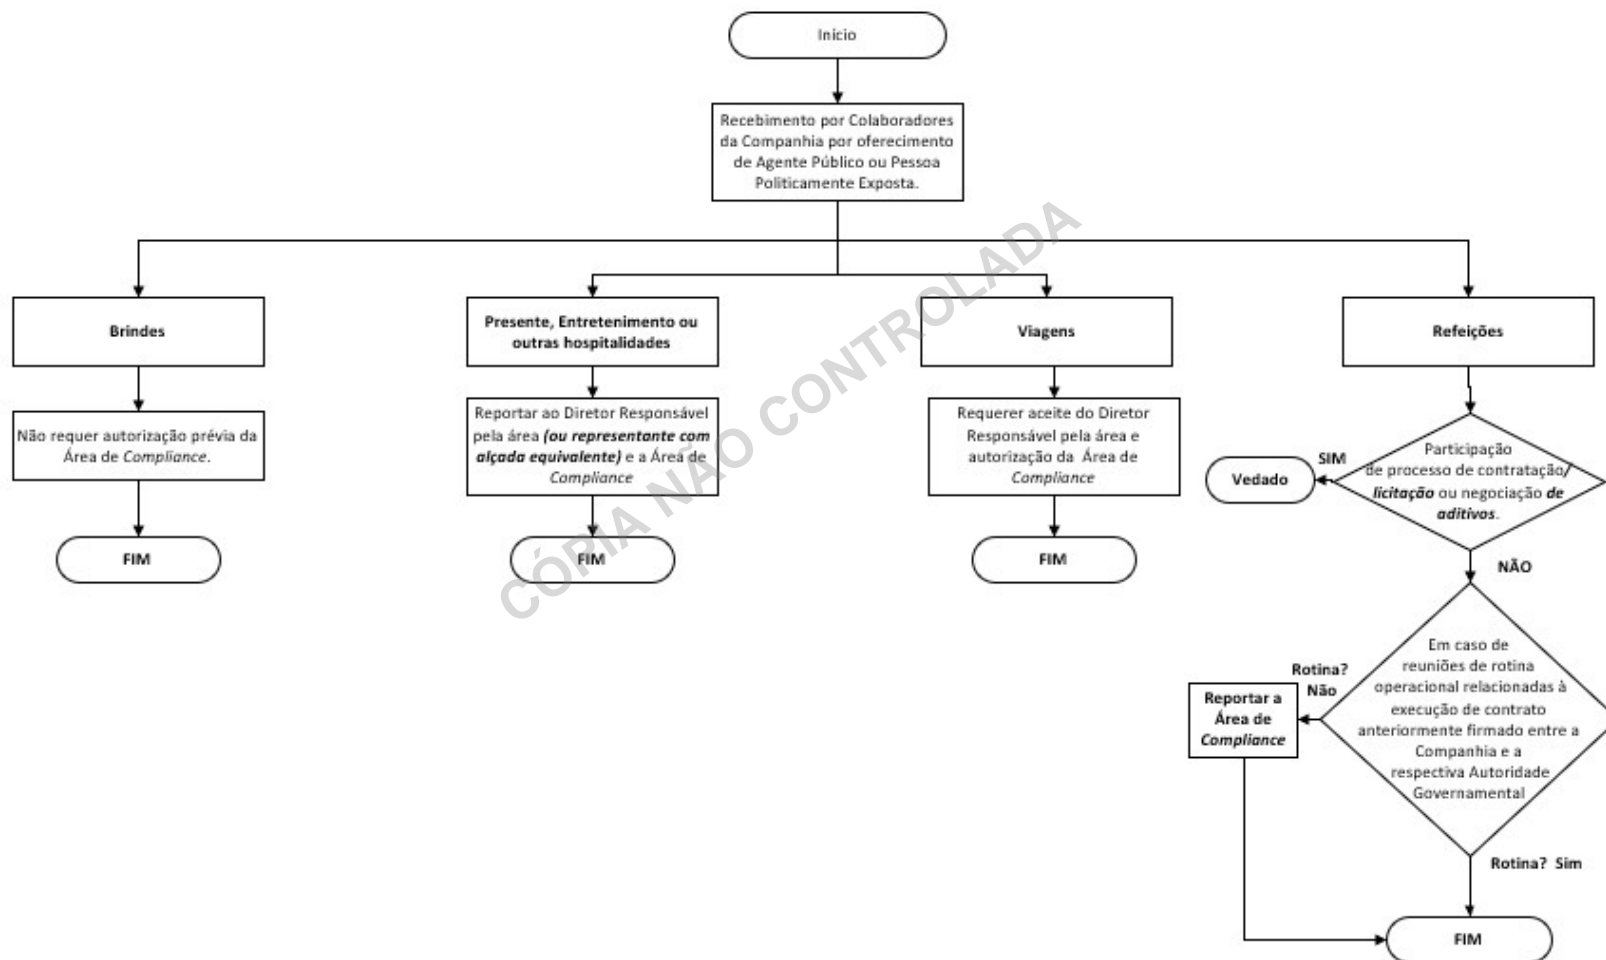 Início
Recebimento por Colaboradores
da Companhia por oferecimento
de Agente Público ou Pessoa
Politicamente Exposta.
Brindes
Presente, Entretenimento ou
outras hospitalidades
Viagens
Refeições
Não requer autorização prévia da
Área de Compliance.
Reportar ao Diretor Responsável
pela área (ou representante com
alçada equivalente) e a Área de
Compliance
Requerer aceite do Diretor
Responsável pela área e
autorização da Área de
Compliance
Participação
de processo de contratação/
licitação ou negociação de
aditivos.
SIM
Vedado
FIM
FIM
FIM
NÃO
Em caso de
reuniões de rotina
operacional relacionadas à
execução de contrato
anteriormente firmado entre a
Companhia e a
respectiva Autoridade
Governamental
Rotina?
Não
Reportar a
Área de
Compliance
Rotina? Sim
FIM
CÓPIA NÃO CONTROLADA